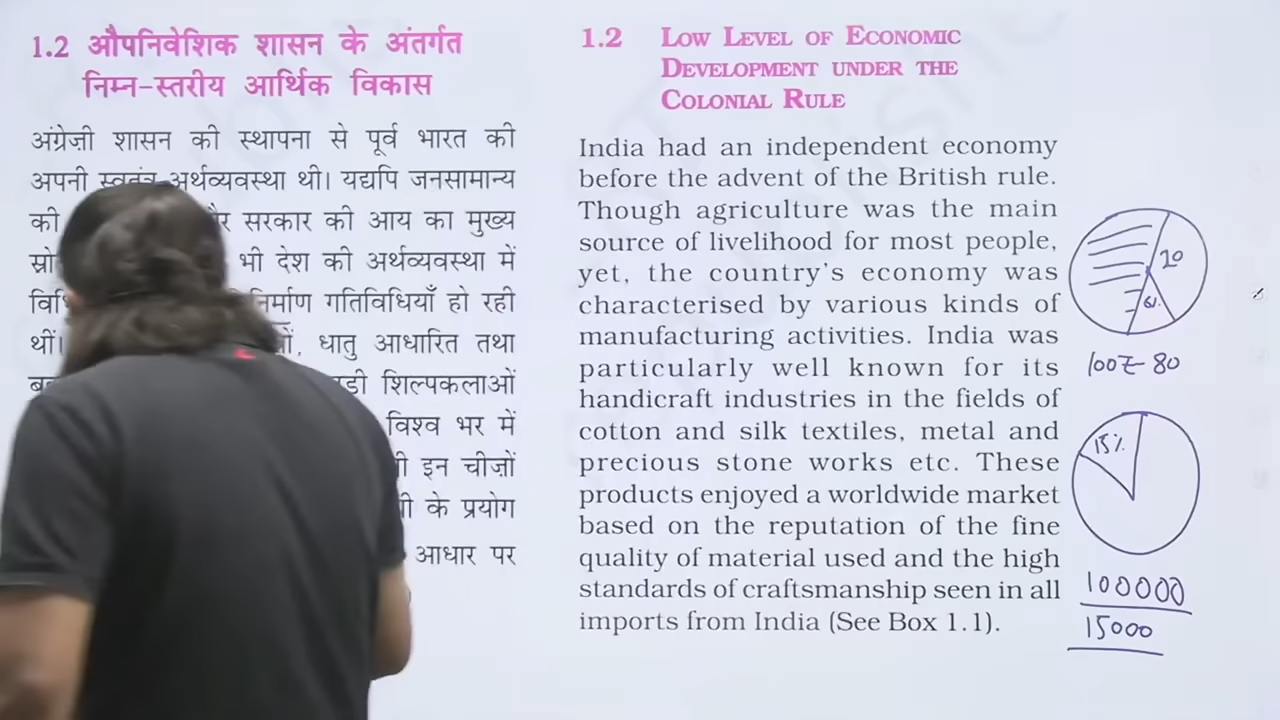 1.2 औपनिवेशिक शासन के अंतर्गत
निम्न-स्तरीय आर्थिक विकास
अंग्रेज़ी शासन की स्थापना से पूर्व भारत की
अपनी स्वतंत्र अर्थव्यवस्था थी। यद्यपि जनसामान्य
की सरकार की आय का मुख्य
भी देश की अर्थव्यवस्था में
निर्माण गतिविधियाँ हो रही
थीं। धातु आधारित तथा
शिल्पकलाओं
विश्व भर में
इन चीज़ों
के प्रयोग
आधार पर
1.2 LOW LEVEL OF ECONOMIC
DEVELOPMENT UNDER THE
COLONIAL RULE
India had an independent economy
before the advent of the British rule.
Though agriculture was the main
source of livelihood for most people,
yet, the country's economy was
characterised by various kinds of
manufacturing activities. India was
particularly well known for its
handicraft industries in the fields of
cotton and silk textiles, metal and
precious stone works etc. These
products enjoyed a worldwide market
based on the reputation of the fine
quality of material used and the high
standards of craftsmanship seen in all
imports from India (See Box 1.1).
20
80
15%
100000
15000